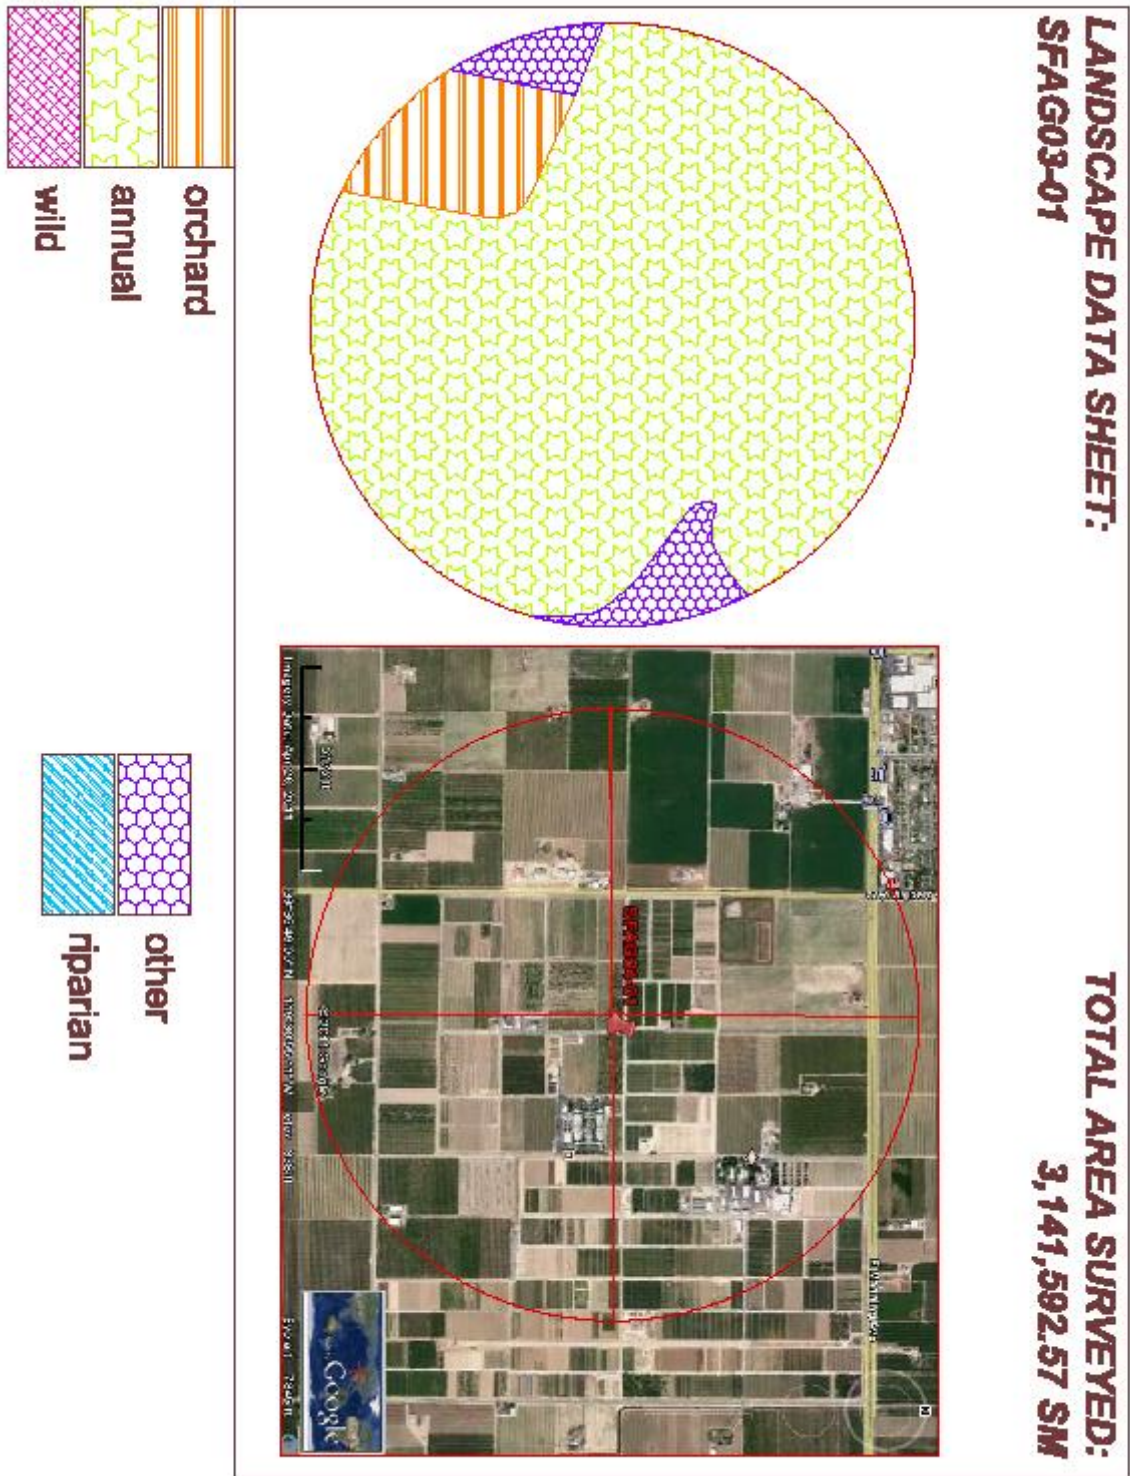 LANDSCAPE DATA SHEET:
SFAG03-01
TOTAL AREA SURVEYED:
3,141,592.57 SM
Google
N
orchard
annual
wild
other
riparian